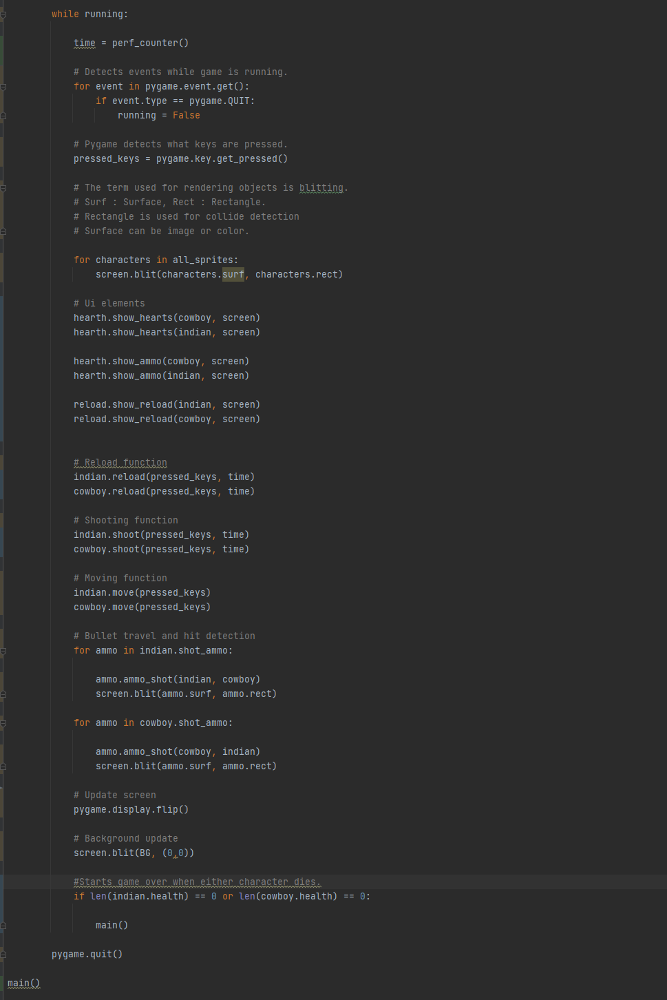 while running:
time = perf_counter()
# Detects events while game is running.
for event in pygame.event.get():
if event.type == pygame.QUIT:
running = False
# Pygame detects what keys are pressed.
pressed_keys = pygame.key.get_pressed()
# The term used for rendering objects is blitting.
# Surf : Surface, Rect : Rectangle.
# Rectangle is used for collide detection
# Surface can be image or color.
for characters in all_sprites:
screen.blit(characters.surf, characters.rect)
# Ui elements
hearth.show_hearts(cowboy, screen)
hearth.show_hearts(indian, screen)
hearth.show_ammo(cowboy, screen)
hearth.show_ammo(indian, screen)
reload.show_reload(indian, screen)
reload.show_reload(cowboy, screen)
# Reload function
indian.reload(pressed_keys, time)
cowboy.reload(pressed_keys, time)
# Shooting function
indian.shoot(pressed_keys, time)
cowboy.shoot(pressed_keys, time)
# Moving function
indian.move(pressed_keys)
cowboy.move(pressed_keys)
# Bullet travel and hit detection
for ammo in indian.shot_ammo:
ammo.ammo_shot(indian, cowboy)
screen.blit(ammo.surf, ammo.rect)
for ammo in cowboy.shot_ammo:
ammo.ammo_shot(cowboy, indian)
screen.blit(ammo.surf, ammo.rect)
# Update screen
pygame.display.flip()
# Background update
screen.blit(BG, (0,0))
#Starts game over when either character dies.
if len(indian.health) == 0 or len(cowboy.health) == 0:
main()
pygame.quit()
main()